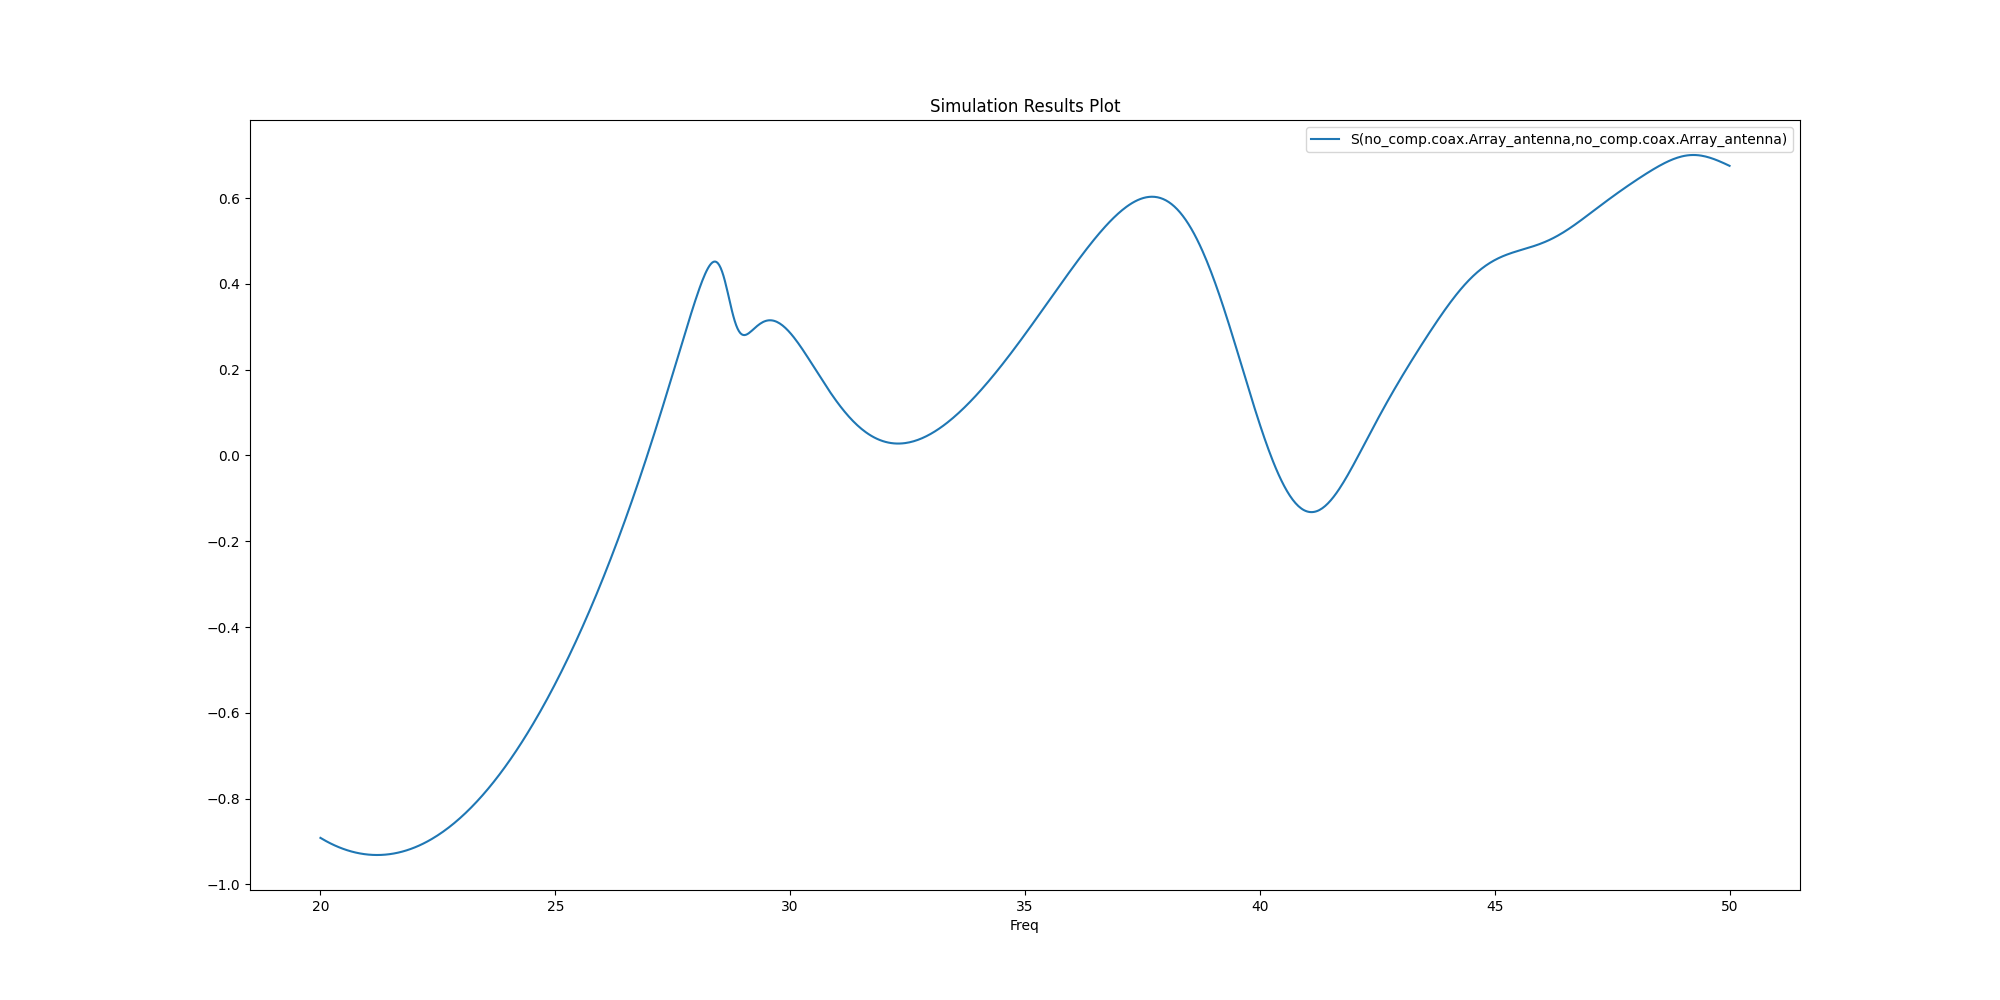 Simulation Results Plot
S(no_comp.coax.Array_antenna,no_comp.coax.Array_antenna)
0.6
0.4
0.2
0.0
−0.2
−0.4
−0.6
−0.8
−1.0
20 25 30 35 40 45 50
Freq